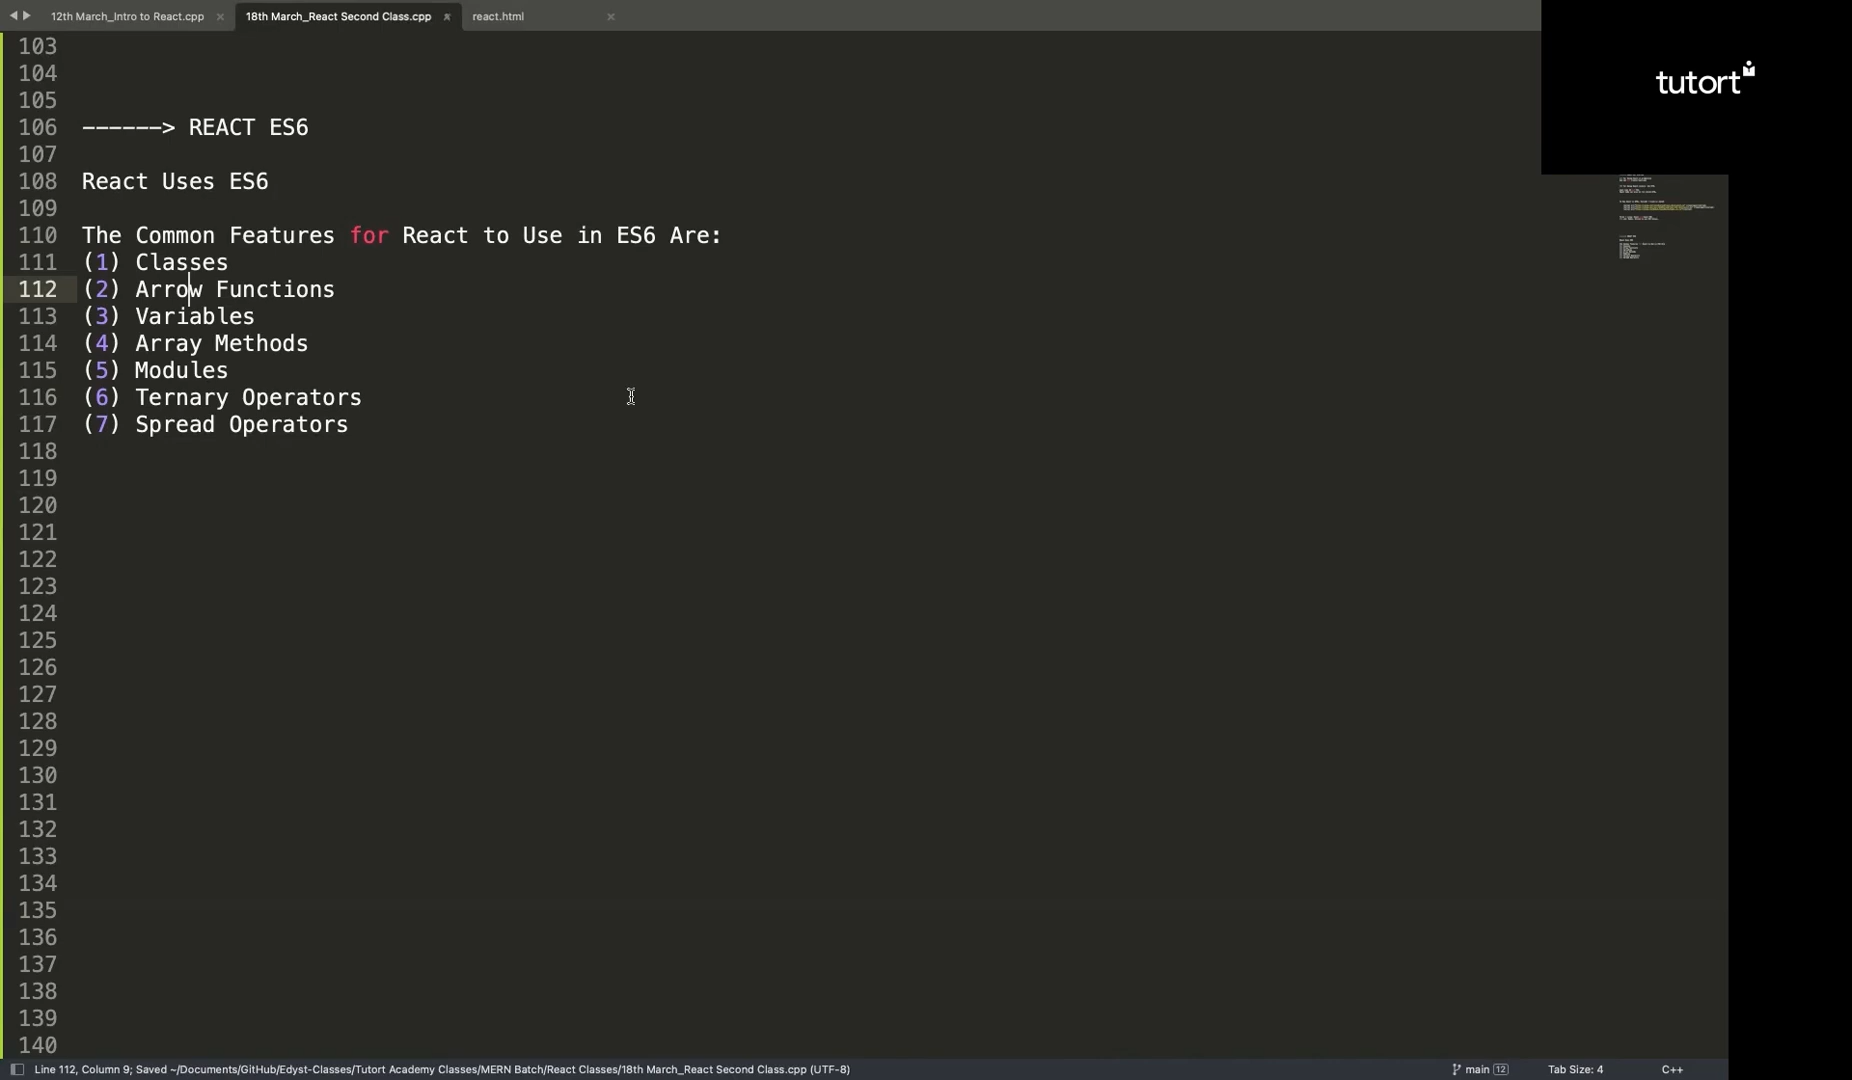 12th March_Intro to React.cpp
18th March_React Second Class.cpp
react.html
tutort
103
104
105
106 ------> REACT ES6
107
108 React Uses ES6
109
110 The Common Features for React to Use in ES6 Are:
111 (1) Classes
112 (2) Arrow Functions
113 (3) Variables
114 (4) Array Methods
115 (5) Modules
116 (6) Ternary Operators
117 (7) Spread Operators
118
119
120
121
122
123
124
125
126
127
128
129
130
131
132
133
134
135
136
137
138
139
140
Line 112, Column 9; Saved ~/Documents/GitHub/Edyst-Classes/Tutort Academy Classes/MERN Batch/React Classes/18th March_React Second Class.cpp (UTF-8)
main 12
Tab Size: 4
C++